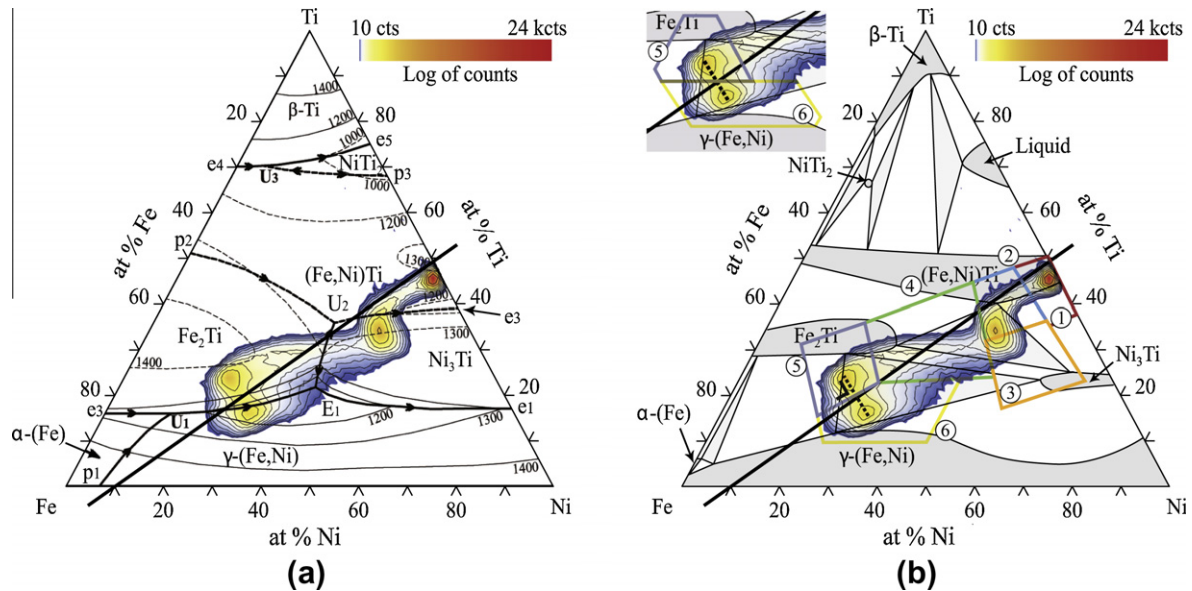 Ti
10 cts 24 kcts
Log of counts
1400
β-Ti
1200
20
80
1000
e5
e4
NiTi
U3
p3
1000
at % Fe
40
60
at % Ti
1200
p2
(Fe,Ni)Ti
1300
U2
1200
60
40
e3
Fe2Ti
1300
1400
Ni3Ti
80
20
e3
E1
e1
U1
1200
1300
α-(Fe)
γ-(Fe,Ni)
p1
1400
Fe
20
40
60
80
Ni
at % Ni
(a)
Fe2Ti
5
6
γ-(Fe,Ni)
Ti
10 cts 24 kcts
Log of counts
β-Ti
20
80
Liquid
NiTi2
at % Fe
40
60
at % Ti
2
(Fe,Ni)Ti
4
60
40
1
Fe2Ti
5
Ni3Ti
3
80
20
α-(Fe)
6
γ-(Fe,Ni)
Fe
20
40
60
80
Ni
at % Ni
(b)